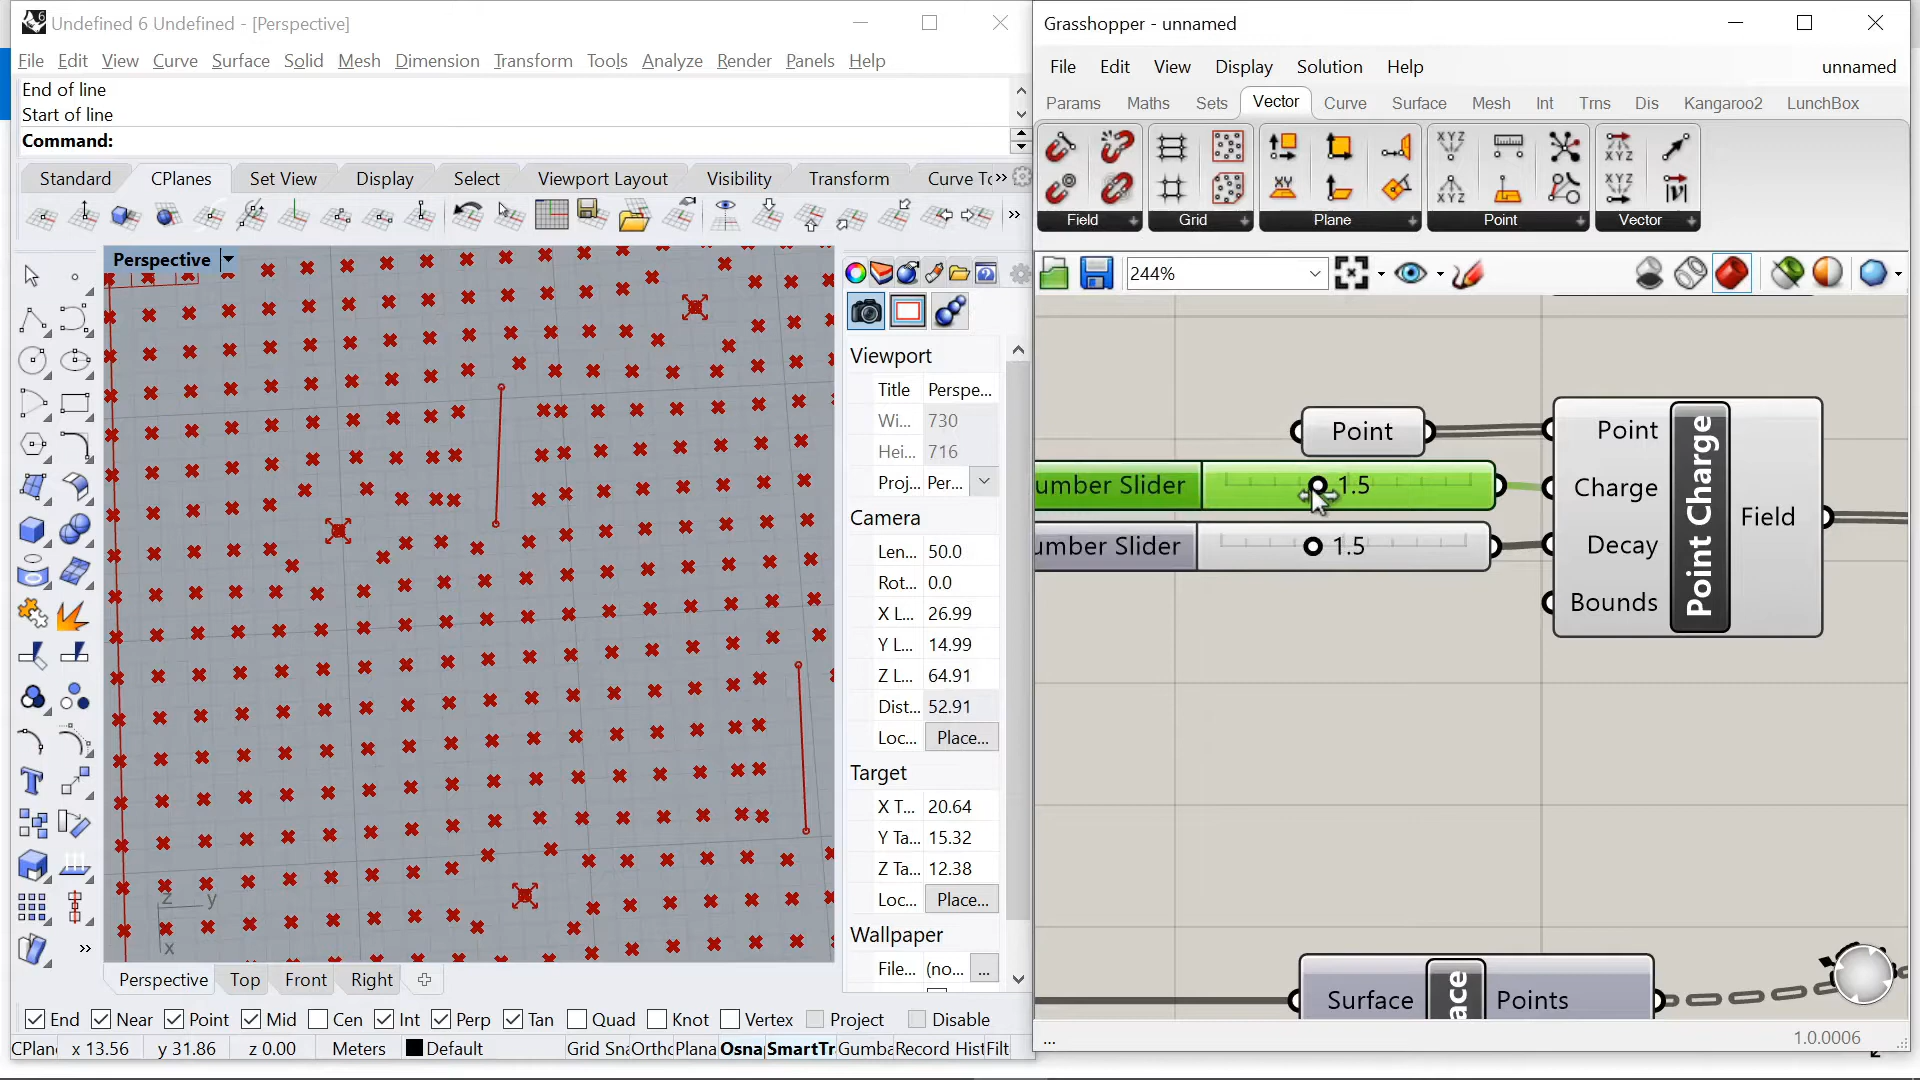 Undefined 6 Undefined - [Perspective]
File Edit View Curve Surface Solid Mesh Dimension Transform Tools Analyze Render Panels Help
End of line
Start of line
Command:
Standard CPlanes Set View Display Select Viewport Layout Visibility Transform Curve To
Perspective
z y
x
Viewport
Title Perspe...
Wi... 730
Hei... 716
Proj... Per...
Camera
Len... 50.0
Rot... 0.0
X L... 26.99
Y L... 14.99
Z L... 64.91
Dist... 52.91
Loc... Place...
Target
X T... 20.64
Y Ta... 15.32
Z Ta... 12.38
Loc... Place...
Wallpaper
File... (no... ...
Perspective Top Front Right
End Near Point Mid Cen Int Perp Tan Quad Knot Vertex Project Disable
CPlan x 13.56 y 31.86 z 0.00 Meters Default Grid Sna Ortho Plana Osna SmartTr Gumba Record Hist Filt
Grasshopper - unnamed
File Edit View Display Solution Help unnamed
Params Maths Sets Vector Curve Surface Mesh Int Trns Dis Kangaroo2 LunchBox
XY XYZ XYZ
Field Grid Plane Point Vector
244%
Point
umber Slider 1.5
umber Slider 1.5
Point
Charge
Decay
Bounds
Point Charge
Field
Surface
ace
Points
... 1.0.0006